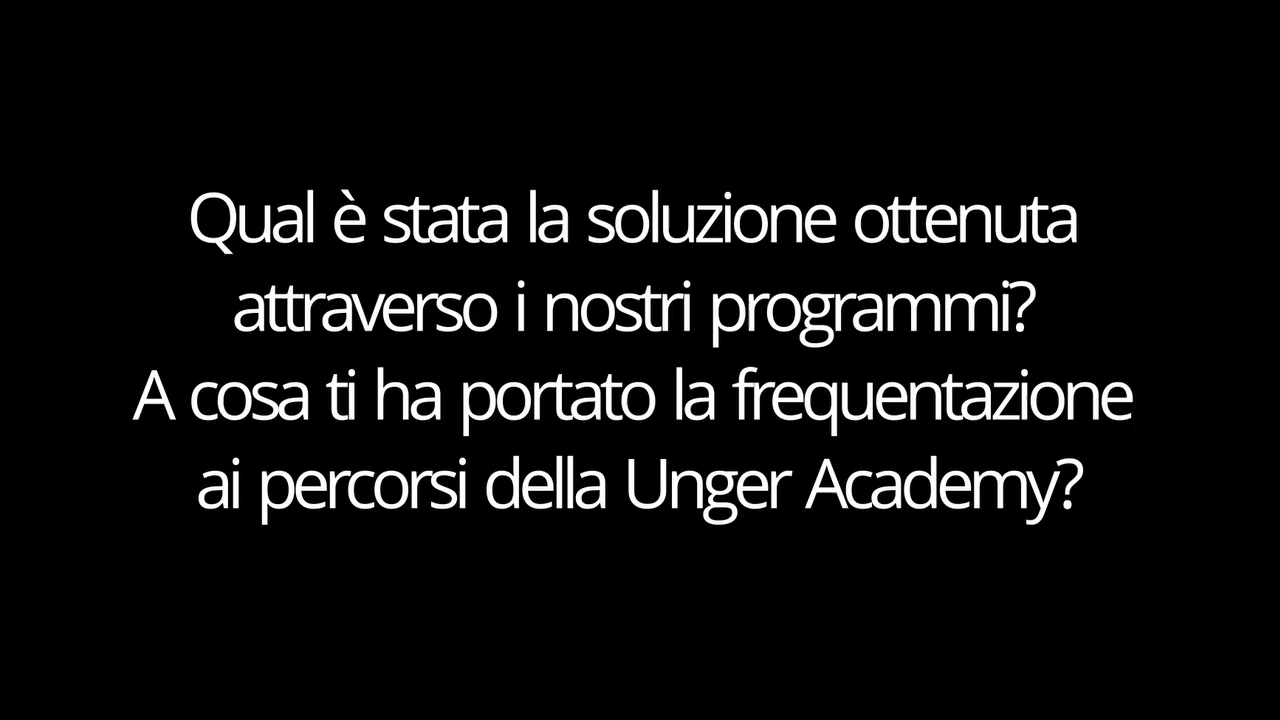 Qual è stata la soluzione ottenuta
attraverso i nostri programmi?
A cosa ti ha portato la frequentazione
ai percorsi della Unger Academy?